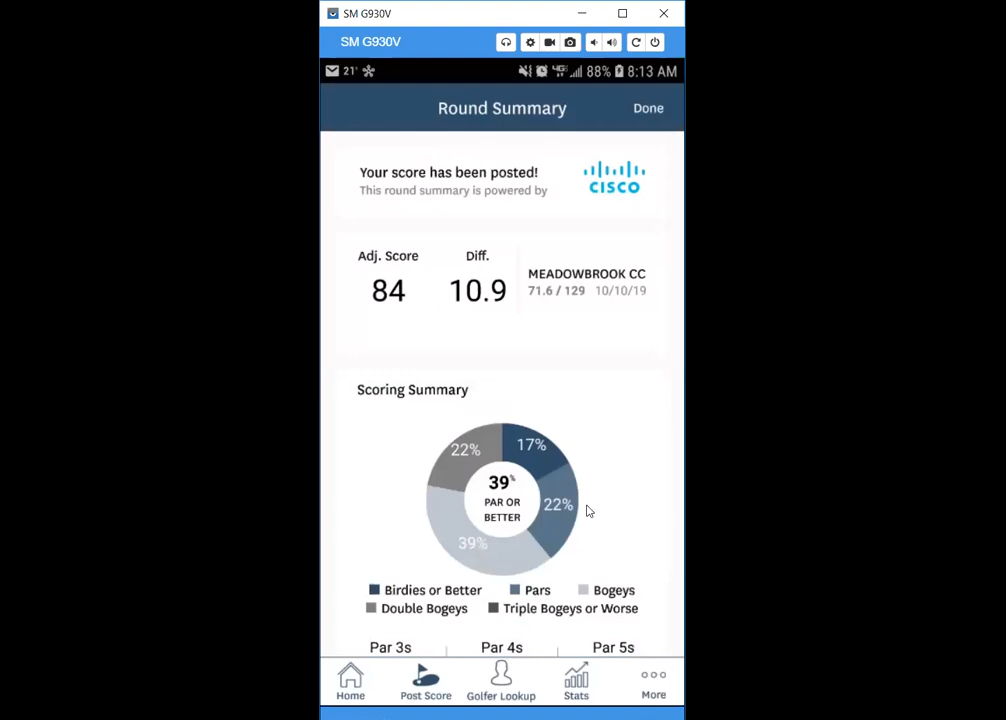 SM G930V
SM G930V
21° 4G 88% 8:13 AM
Round Summary Done
Your score has been posted!
This round summary is powered by
CISCO
Adj. Score Diff.
84 10.9
MEADOWBROOK CC
71.6 / 129 10/10/19
Scoring Summary
22% 17%
39%
PAR OR
BETTER
22%
39%
Birdies or Better Pars Bogeys
Double Bogeys Triple Bogeys or Worse
Par 3s Par 4s Par 5s
Home Post Score Golfer Lookup Stats More